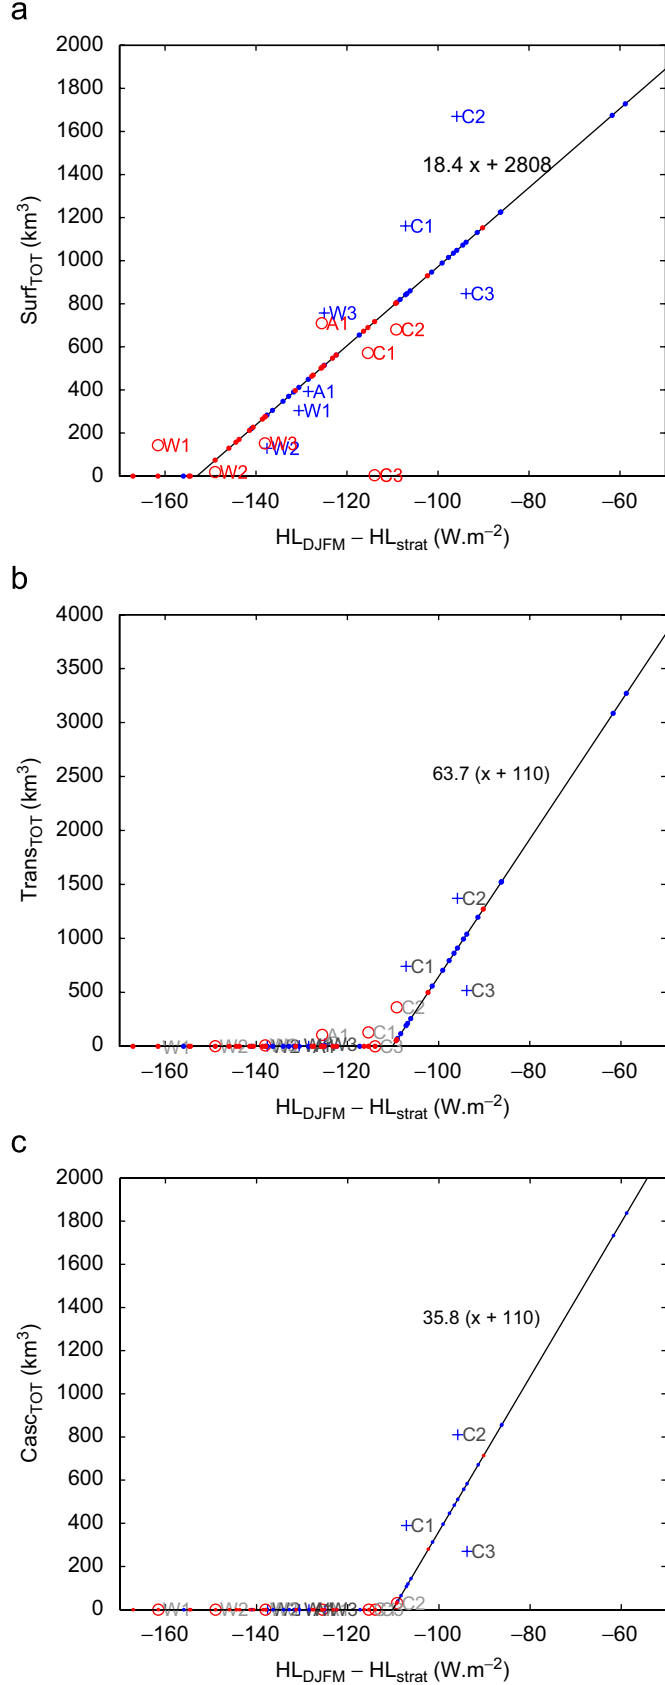 a
2000
1800
1600
1400
1200
1000
800
600
400
200
0
Surf_TOT (km³)
C2
18.4 x + 2808
C1
C3
W3
A1
C2
C1
A1
W1
W1
W3
W2
W2
C3
−160 −140 −120 −100 −80 −60
HL_DJFM − HL_strat (W.m⁻²)
b
4000
3500
3000
2500
2000
1500
1000
500
0
Trans_TOT (km³)
63.7 (x + 110)
C2
C1
C3
C2
A1
C1
W1
W2
W3
C3
−160 −140 −120 −100 −80 −60
HL_DJFM − HL_strat (W.m⁻²)
c
2000
1800
1600
1400
1200
1000
800
600
400
200
0
Casc_TOT (km³)
35.8 (x + 110)
C2
C1
C3
C2
W1
W2
W3
−160 −140 −120 −100 −80 −60
HL_DJFM − HL_strat (W.m⁻²)